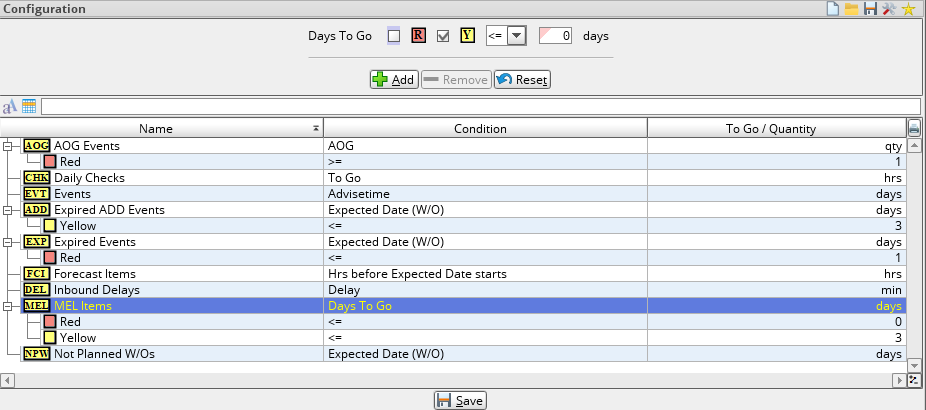 Configuration
Days To Go R Y <= 0 days
Add Remove Reset
Name Condition To Go / Quantity
AOG AOG Events AOG qty
Red >= 1
CHK Daily Checks To Go hrs
EVT Events Advisetime days
ADD Expired ADD Events Expected Date (W/O) days
Yellow <= 3
EXP Expired Events Expected Date (W/O) days
Red <= 1
FCI Forecast Items Hrs before Expected Date starts hrs
DEL Inbound Delays Delay min
MEL MEL Items Days To Go days
Red <= 0
Yellow <= 3
NPW Not Planned W/Os Expected Date (W/O) days
Save